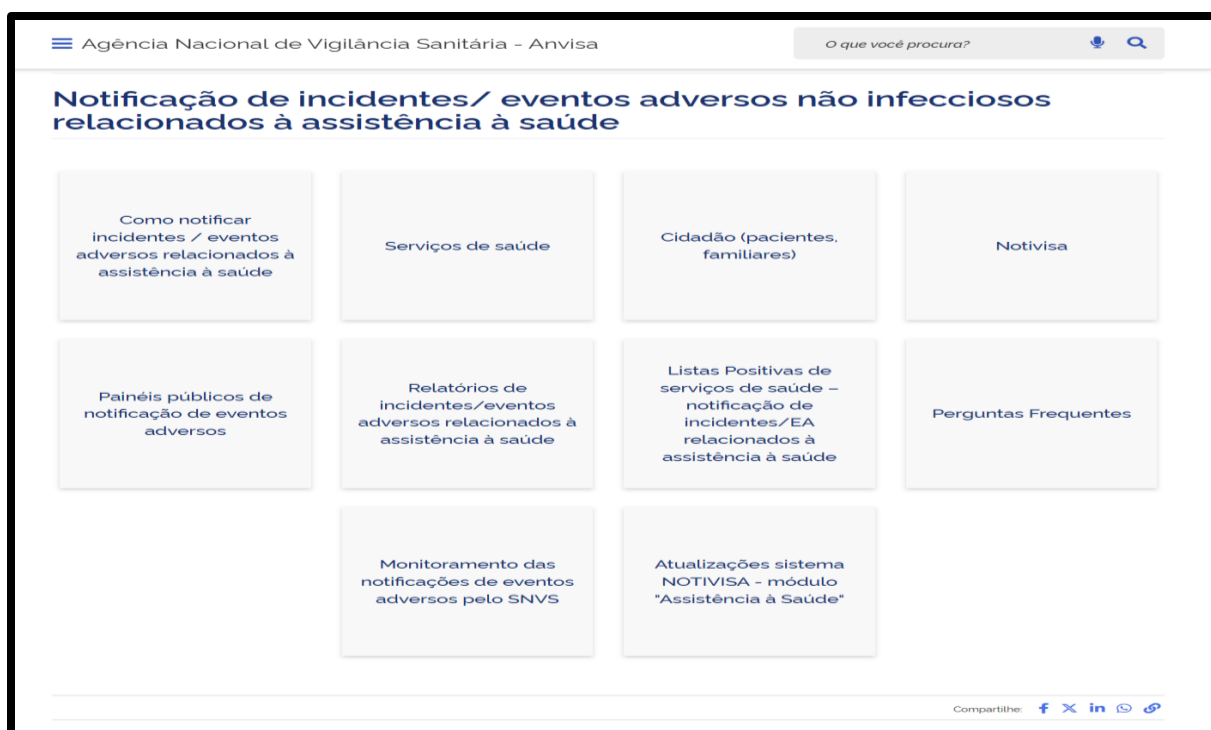 Agência Nacional de Vigilância Sanitária - Anvisa
O que você procura?
Notificação de incidentes/ eventos adversos não infecciosos
relacionados à assistência à saúde
Como notificar
incidentes / eventos
adversos relacionados à
assistência à saúde
Serviços de saúde
Cidadão (pacientes,
familiares)
Notivisa
Painéis públicos de
notificação de eventos
adversos
Relatórios de
incidentes/eventos
adversos relacionados à
assistência à saúde
Listas Positivas de
serviços de saúde –
notificação de
incidentes/EA
relacionados à
assistência à saúde
Perguntas Frequentes
Monitoramento das
notificações de eventos
adversos pelo SNVS
Atualizações sistema
NOTIVISA - módulo
"Assistência à Saúde"
Compartilhe: